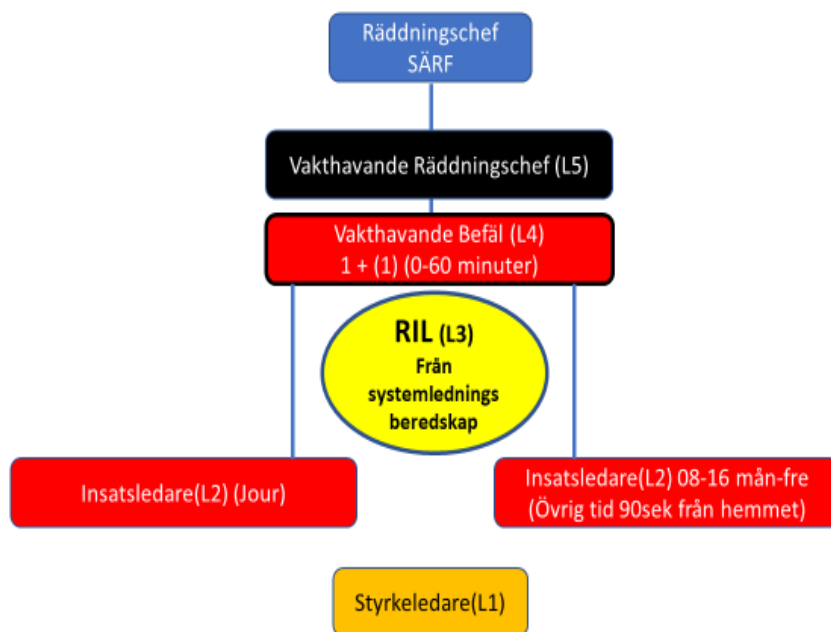 Räddningschef
SÄRF
Vakthavande Räddningschef (L5)
Vakthavande Befäl (L4)
1 + (1) (0-60 minuter)
RIL (L3)
Från
systemlednings
beredskap
Insatsledare(L2) (Jour)
Insatsledare(L2) 08-16 mån-fre
(Övrig tid 90sek från hemmet)
Styrkeledare(L1)